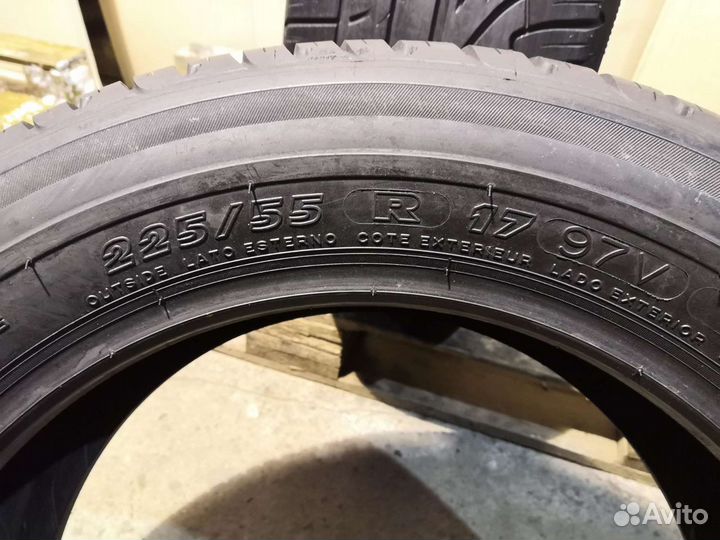 225/55 R 17 97V
OUTSIDE LATO ESTERNO COTE EXTERIEUR LADO EXTERIOR
Avito